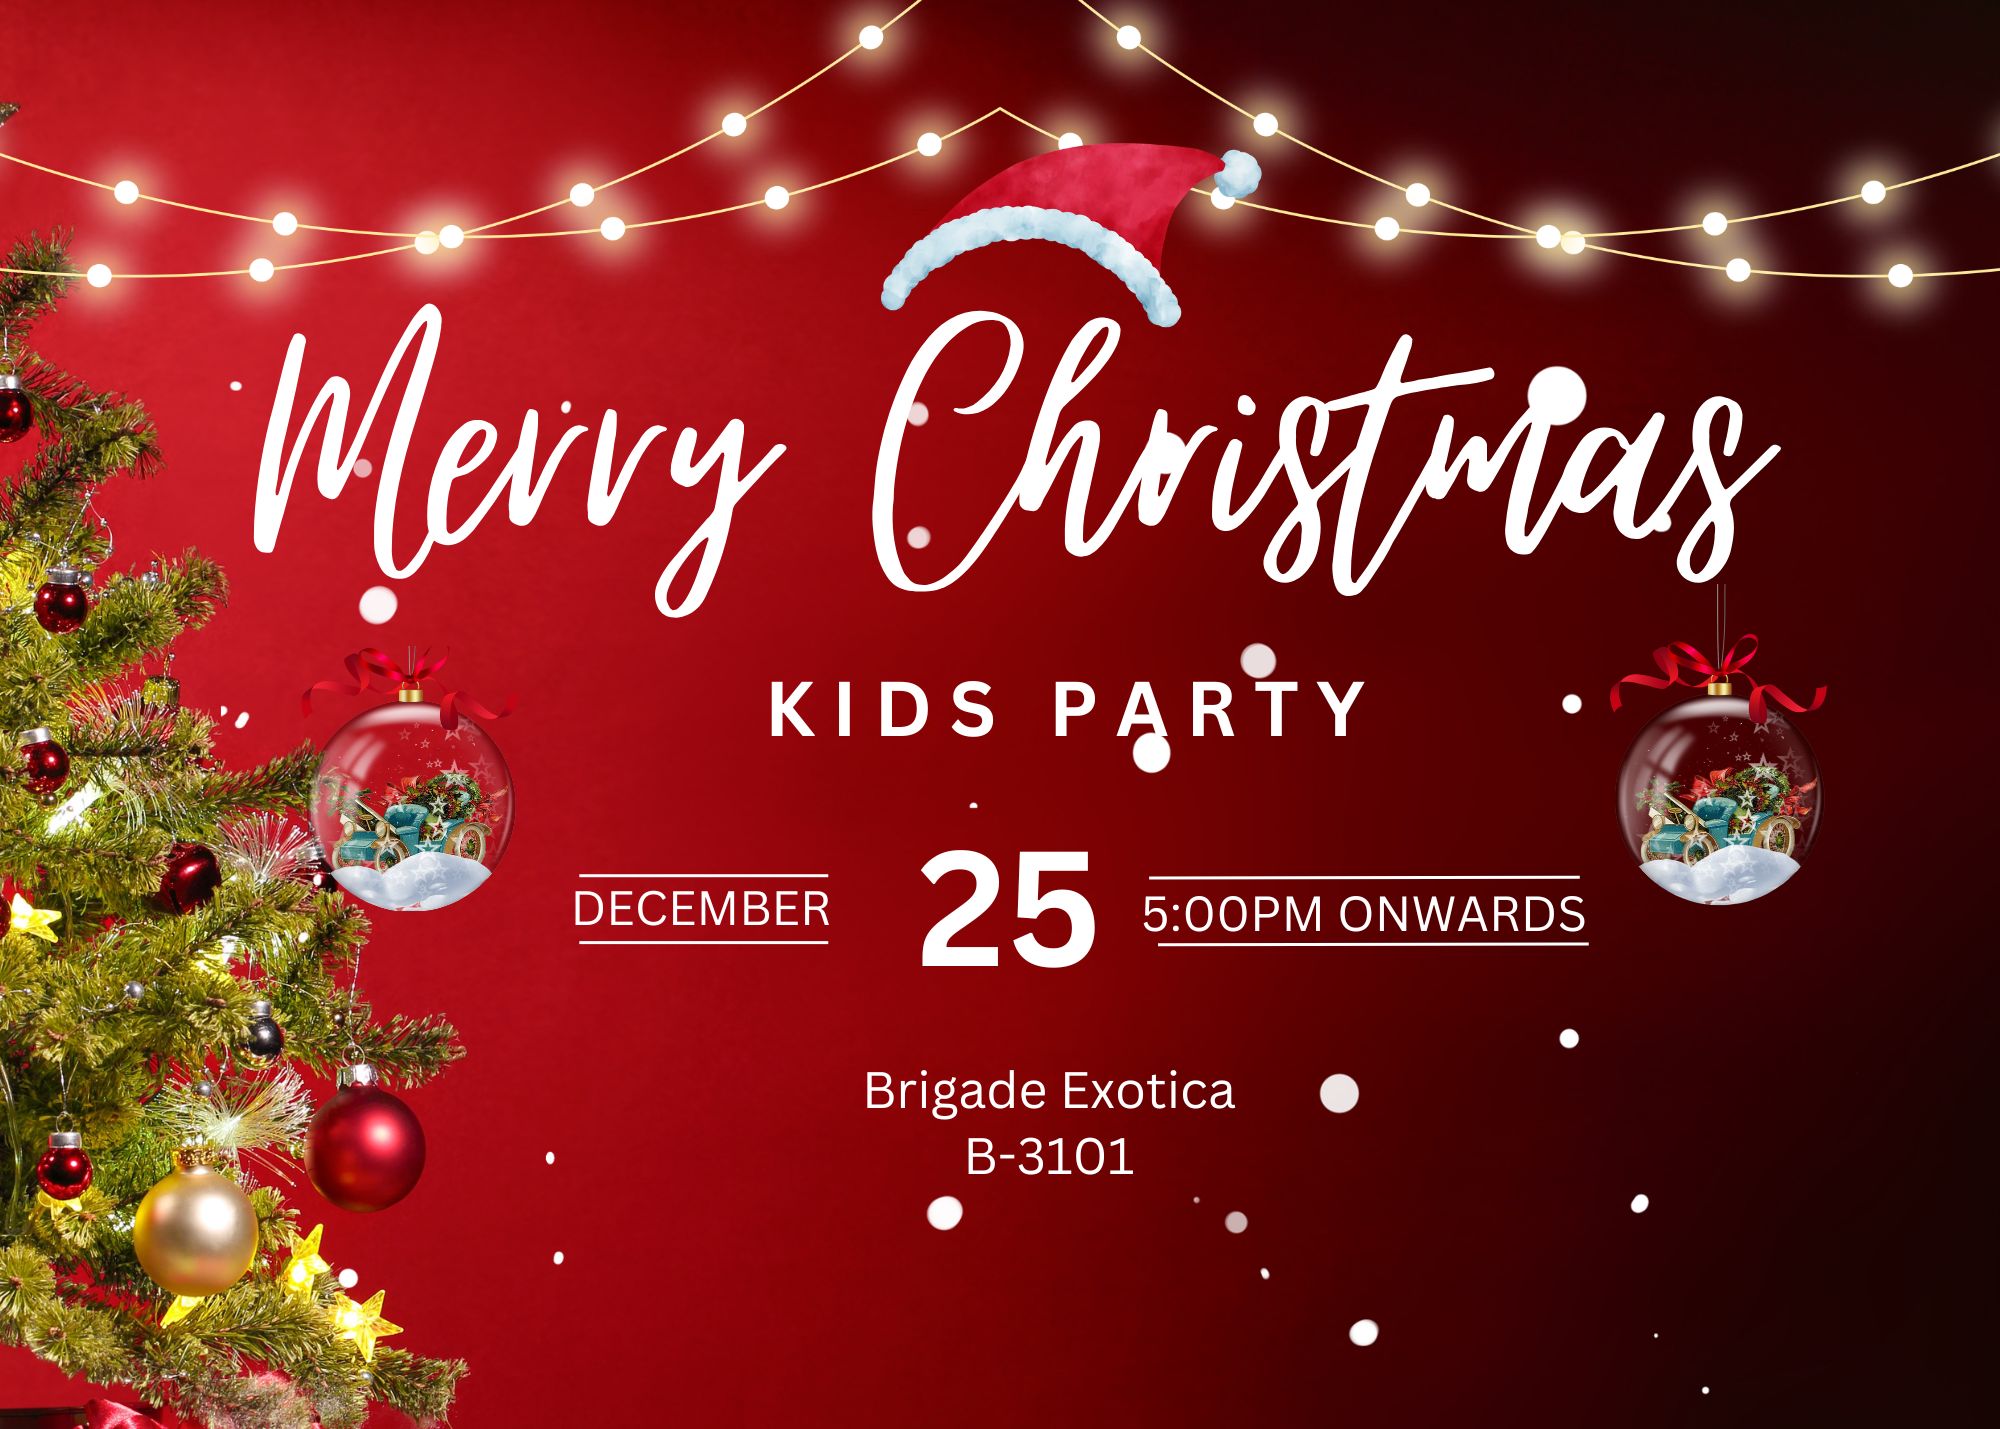 Merry Christmas
KIDS PARTY
DECEMBER 25 5:00PM ONWARDS
Brigade Exotica
B-3101